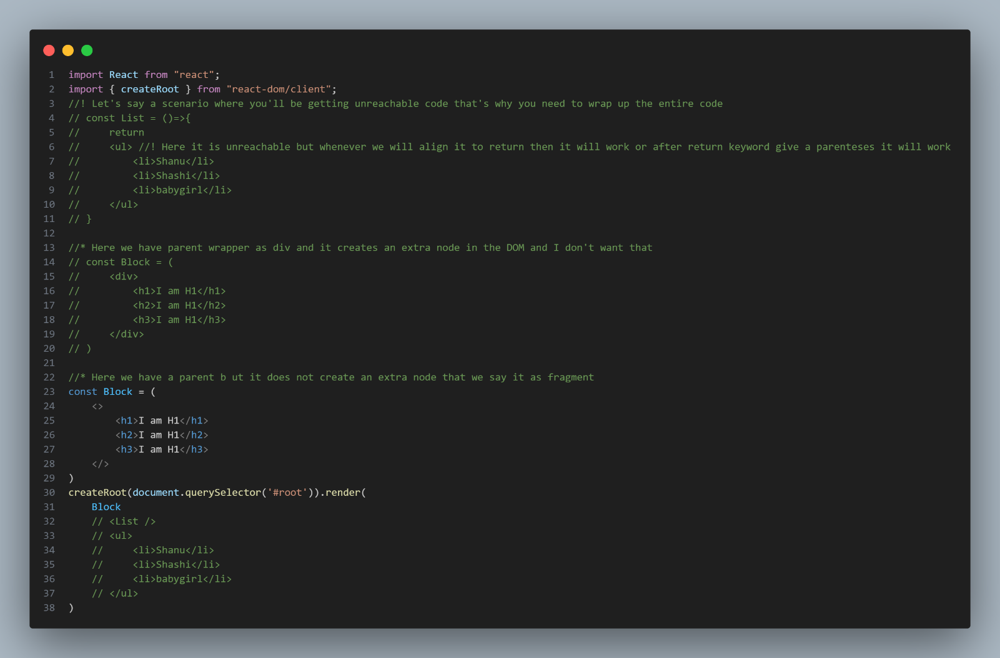 1 import React from "react";
2 import { createRoot } from "react-dom/client";
3 //! Let's say a scenario where you'll be getting unreachable code that's why you need to wrap up the entire code
4 // const List = ()=>{
5 //     return
6 //     <ul> //! Here it is unreachable but whenever we will align it to return then it will work or after return keyword give a parenteses it will work
7 //         <li>Shanu</li>
8 //         <li>Shashi</li>
9 //         <li>babygirl</li>
10 //     </ul>
11 // }
12
13 //* Here we have parent wrapper as div and it creates an extra node in the DOM and I don't want that
14 // const Block = (
15 //     <div>
16 //         <h1>I am H1</h1>
17 //         <h2>I am H1</h2>
18 //         <h3>I am H1</h3>
19 //     </div>
20 // )
21
22 //* Here we have a parent b ut it does not create an extra node that we say it as fragment
23 const Block = (
24     <>
25         <h1>I am H1</h1>
26         <h2>I am H1</h2>
27         <h3>I am H1</h3>
28     </>
29 )
30 createRoot(document.querySelector('#root')).render(
31     Block
32     // <List />
33     // <ul>
34     //     <li>Shanu</li>
35     //     <li>Shashi</li>
36     //     <li>babygirl</li>
37     // </ul>
38 )